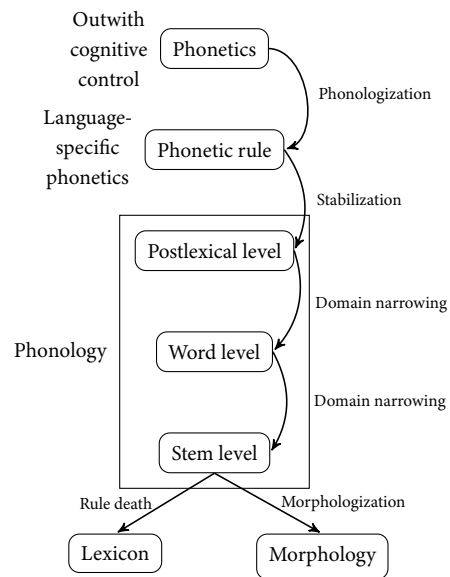 Outwith
cognitive
control
Phonetics
Phonologization
Language-
specific
phonetics
Phonetic rule
Stabilization
Postlexical level
Domain narrowing
Phonology
Word level
Domain narrowing
Stem level
Rule death
Morphologization
Lexicon
Morphology